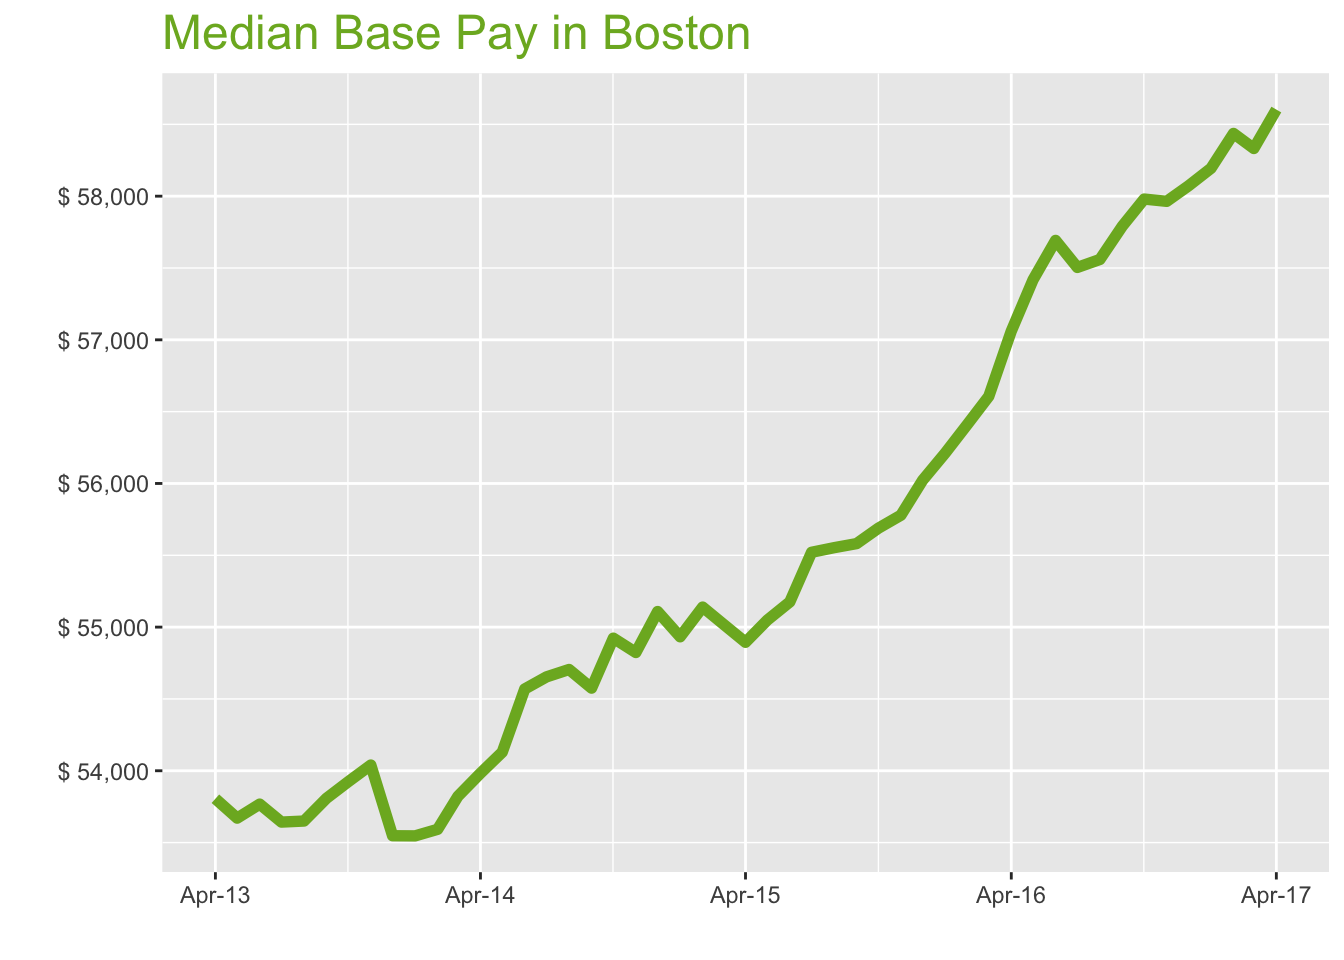 Median Base Pay in Boston
$ 58,000
$ 57,000
$ 56,000
$ 55,000
$ 54,000
Apr-13 Apr-14 Apr-15 Apr-16 Apr-17